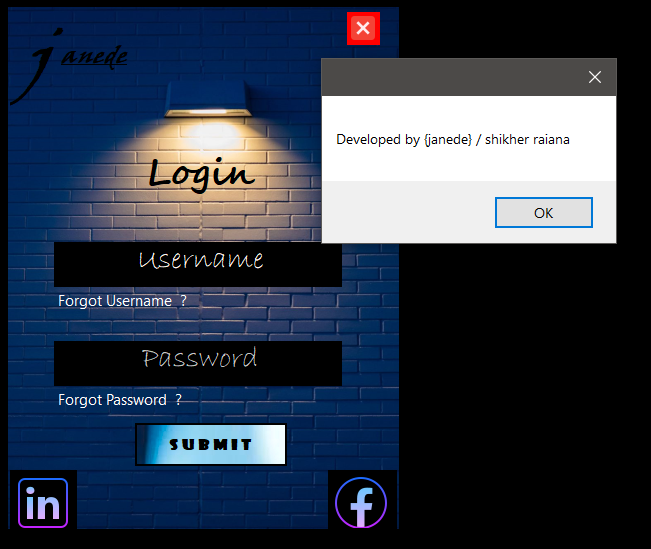 janede
Developed by {janede} / shikher raiana
OK
Login
Username
Forgot Username ?
Password
Forgot Password ?
SUBMIT
in
f